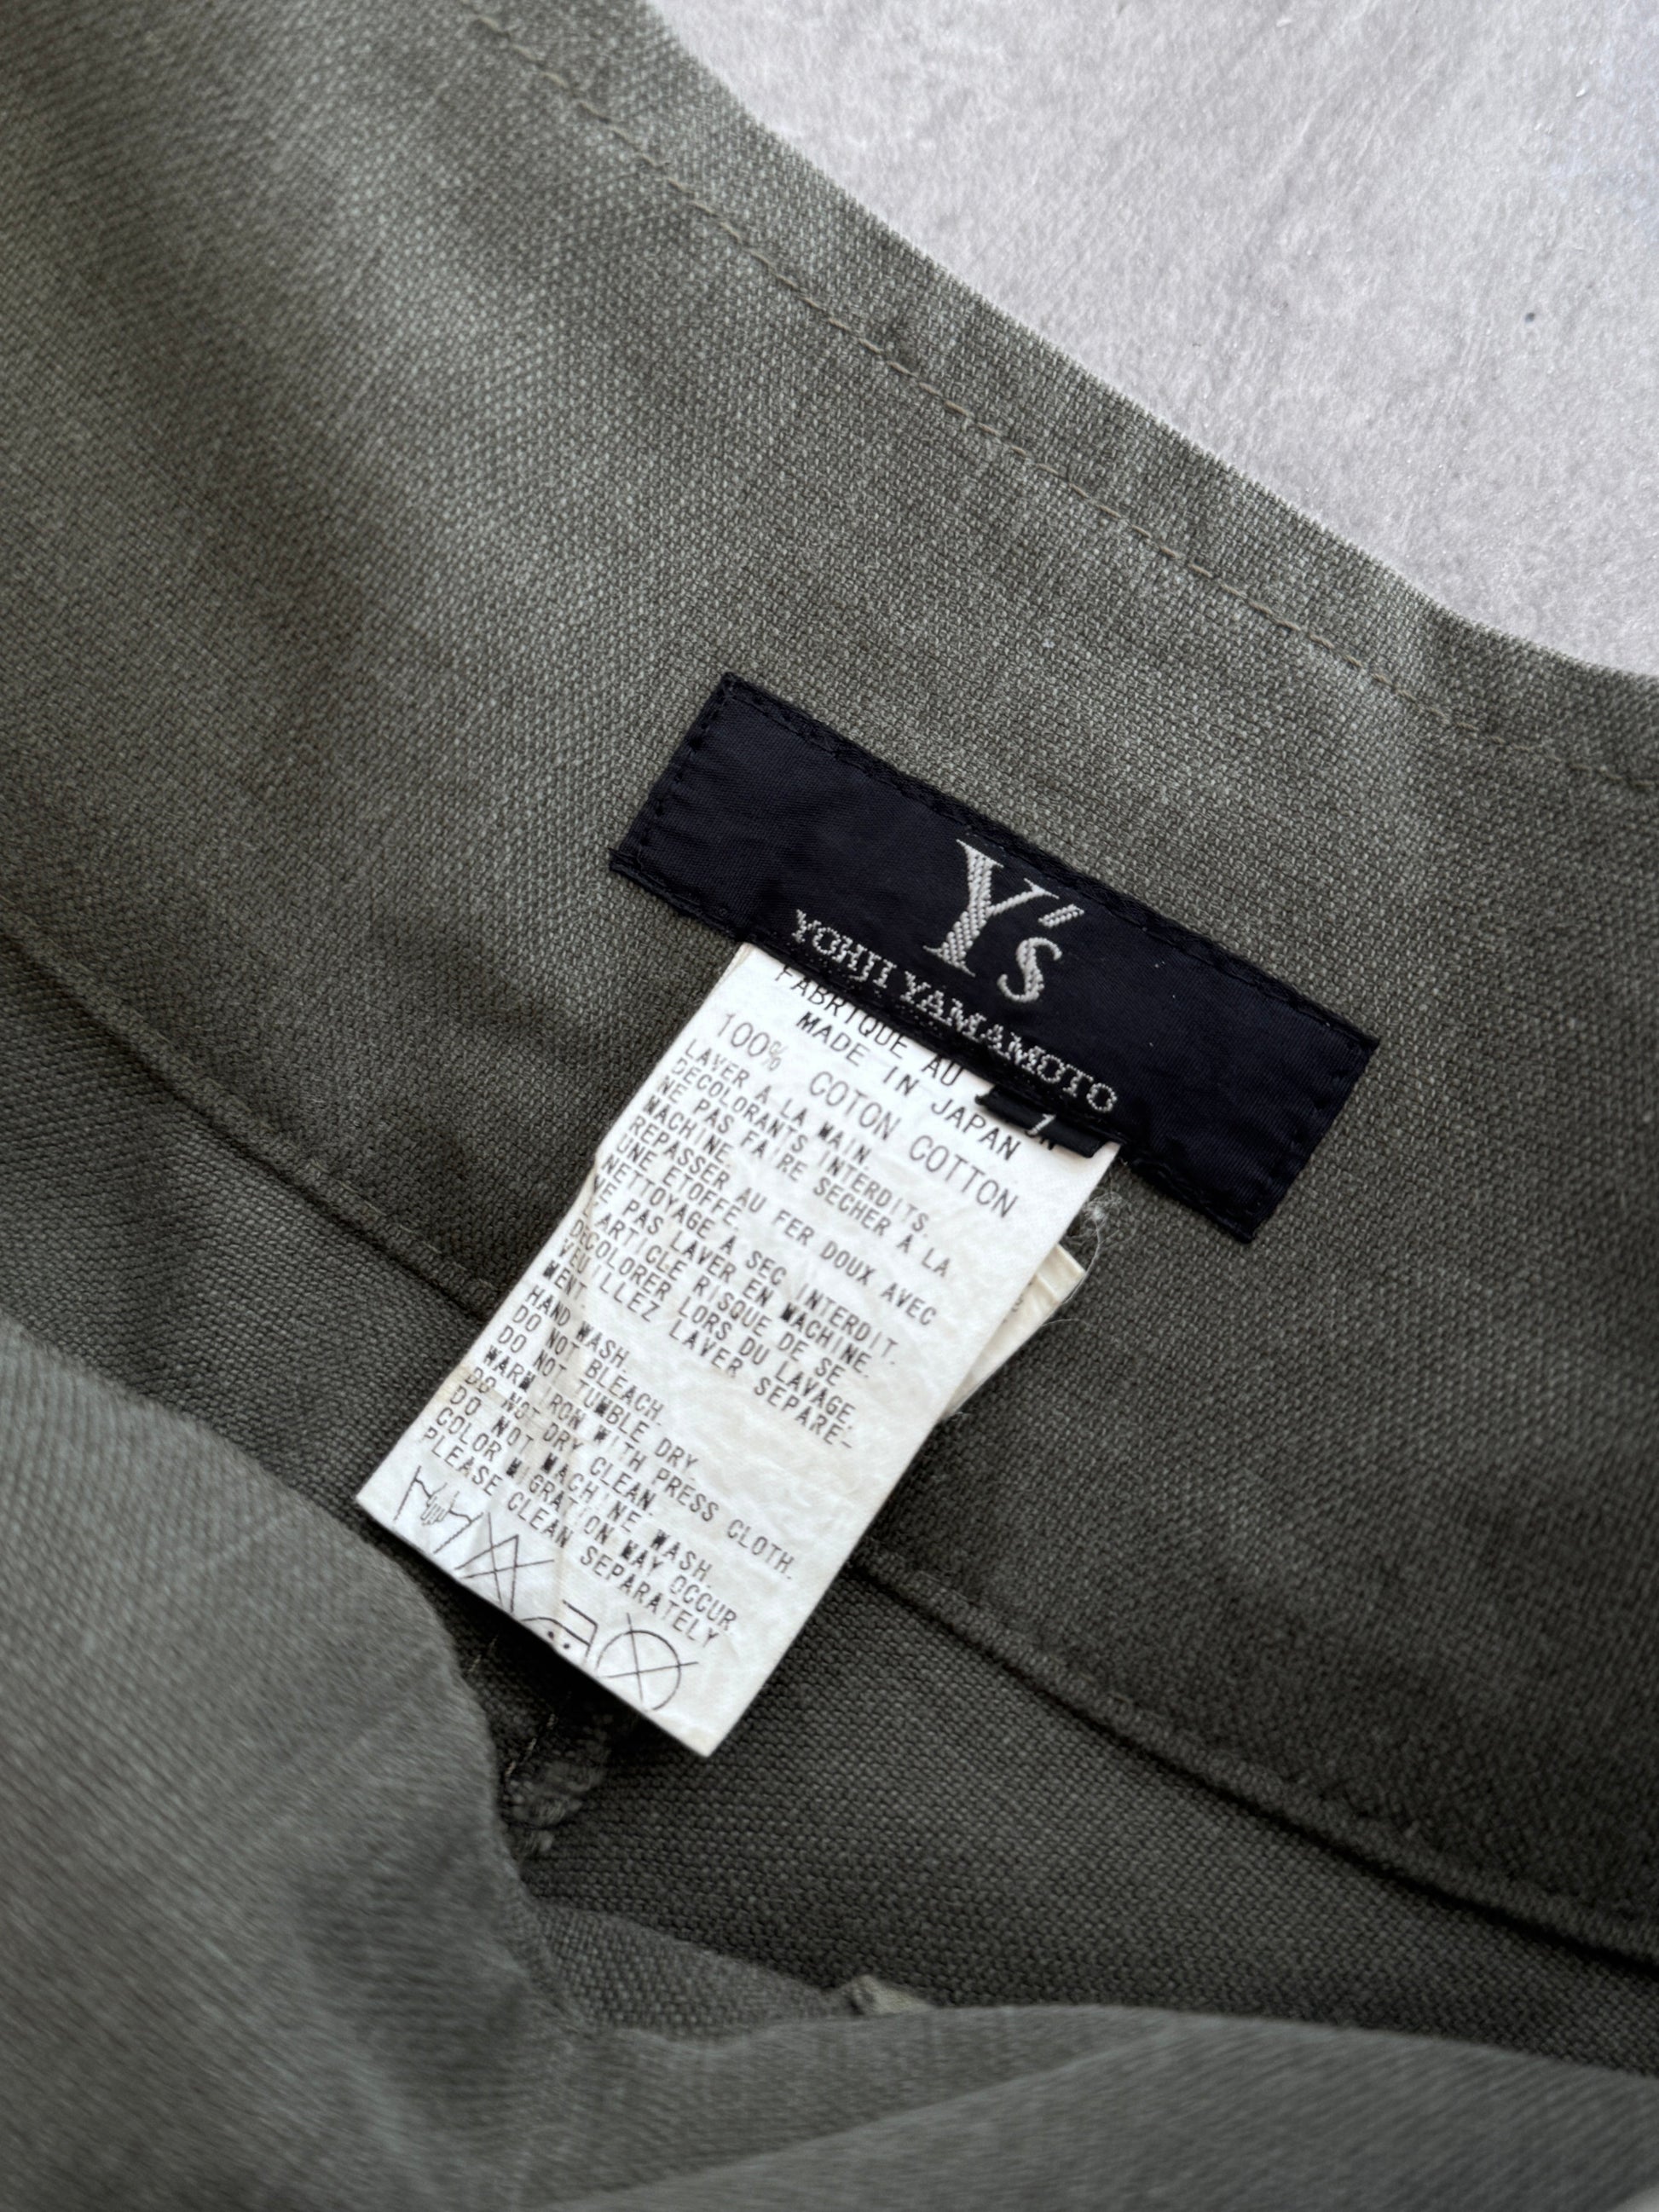 Y's
YOHJI YAMAMOTO
1
FABRIQUE AU
MADE IN JAPAN
100% COTON COTTON
LAVER A LA MAIN.
DECOLORANTS INTERDITS.
NE PAS FAIRE SECHER A LA
MACHINE.
REPASSER AU FER DOUX AVEC
UNE ETOFFE.
NETTOYAGE A SEC INTERDIT.
NE PAS LAVER EN MACHINE.
L'ARTICLE RISQUE DE SE
DECOLORER LORS DU LAVAGE.
VEUILLEZ LAVER SEPARE-
MENT.
HAND WASH.
DO NOT BLEACH.
DO NOT TUMBLE DRY.
WARM IRON WITH PRESS CLOTH.
DO NOT DRY CLEAN.
DO NOT MACHINE WASH.
COLOR MIGRATION MAY OCCUR
PLEASE CLEAN SEPARATELY